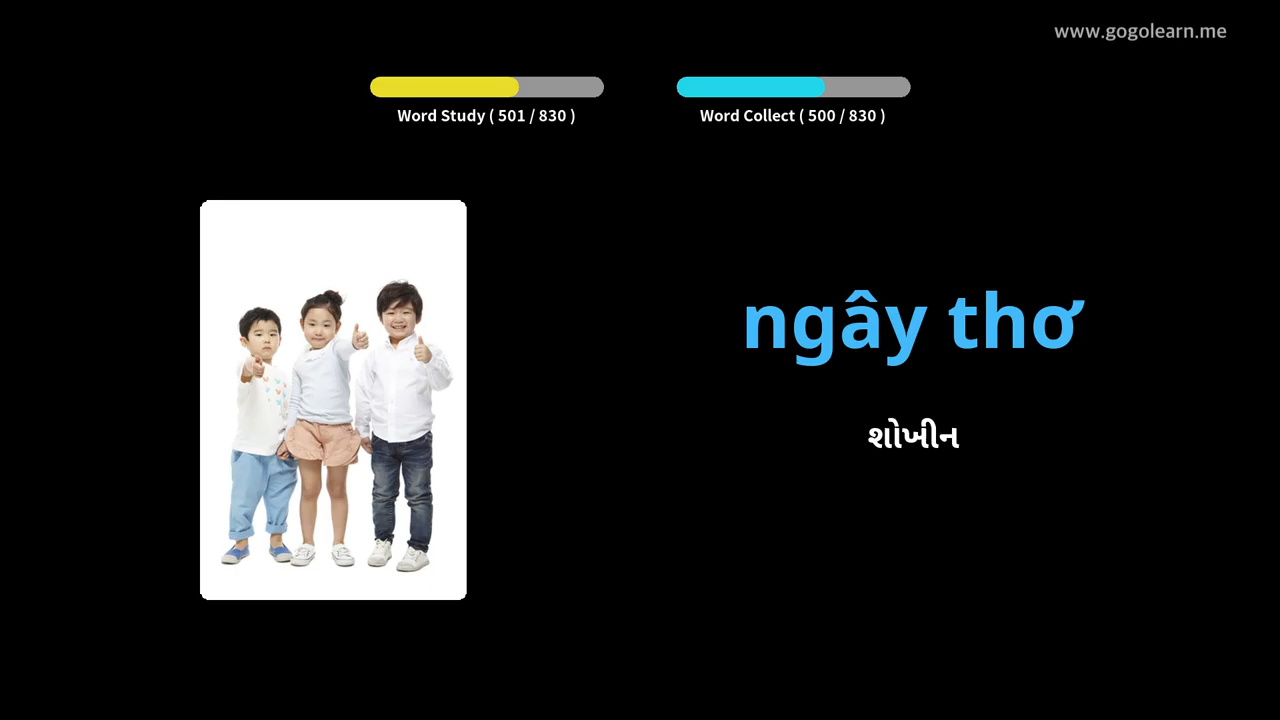 www.gogolearn.me
Word Study ( 501 / 830 )
Word Collect ( 500 / 830 )
ngây thơ
શોખીન